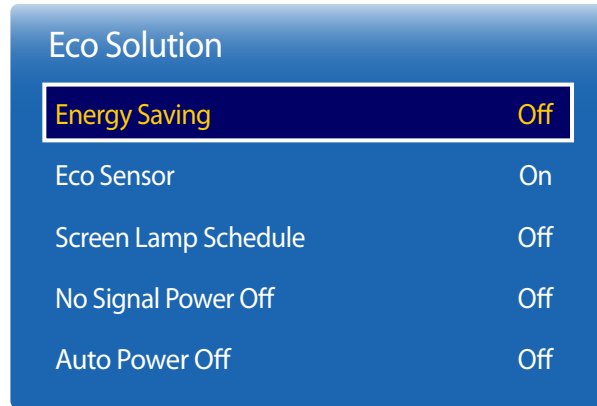 Eco Solution
Energy Saving Off
Eco Sensor On
Screen Lamp Schedule Off
No Signal Power Off Off
Auto Power Off Off